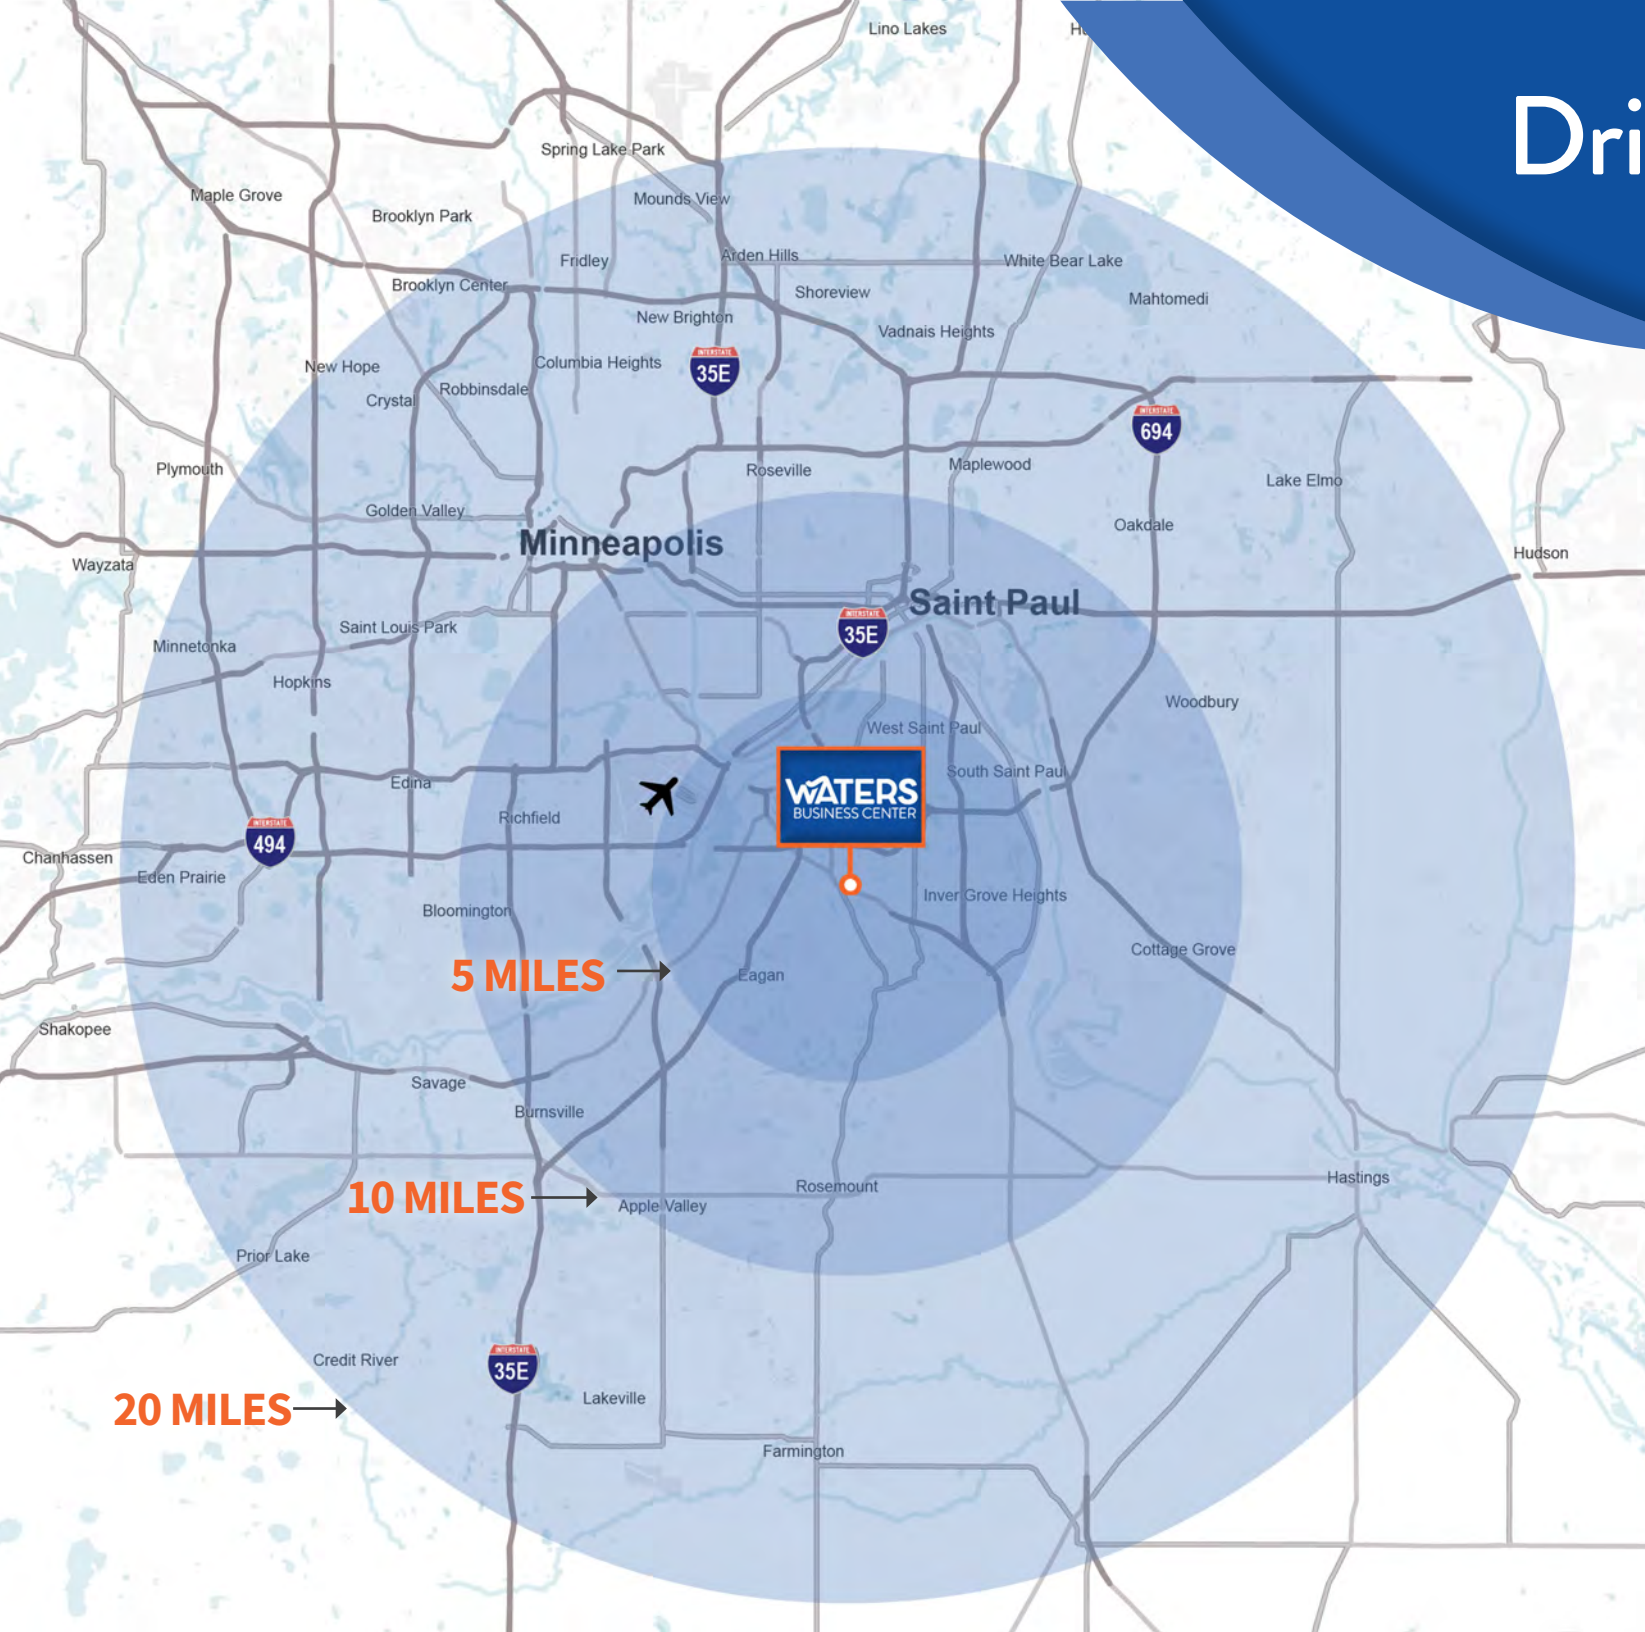 Lino Lakes
Dri
Spring Lake Park
Maple Grove
Mounds View
Brooklyn Park
Arden Hills
Fridley
White Bear Lake
Brooklyn Center
Shoreview
Mahtomedi
New Brighton
Vadnais Heights
INTERSTATE
35E
Columbia Heights
New Hope
Robbinsdale
Crystal
INTERSTATE
694
Plymouth
Roseville
Maplewood
Lake Elmo
Golden Valley
Oakdale
Minneapolis
Hudson
Wayzata
Saint Paul
INTERSTATE
35E
Saint Louis Park
Minnetonka
Hopkins
Woodbury
West Saint Paul
South Saint Paul
Edina
WATERS
BUSINESS CENTER
Richfield
INTERSTATE
494
Chanhassen
Eden Prairie
Inver Grove Heights
Bloomington
Cottage Grove
5 MILES
Eagan
Shakopee
Savage
Burnsville
Hastings
Rosemount
10 MILES
Apple Valley
Prior Lake
INTERSTATE
35E
Credit River
Lakeville
20 MILES
Farmington